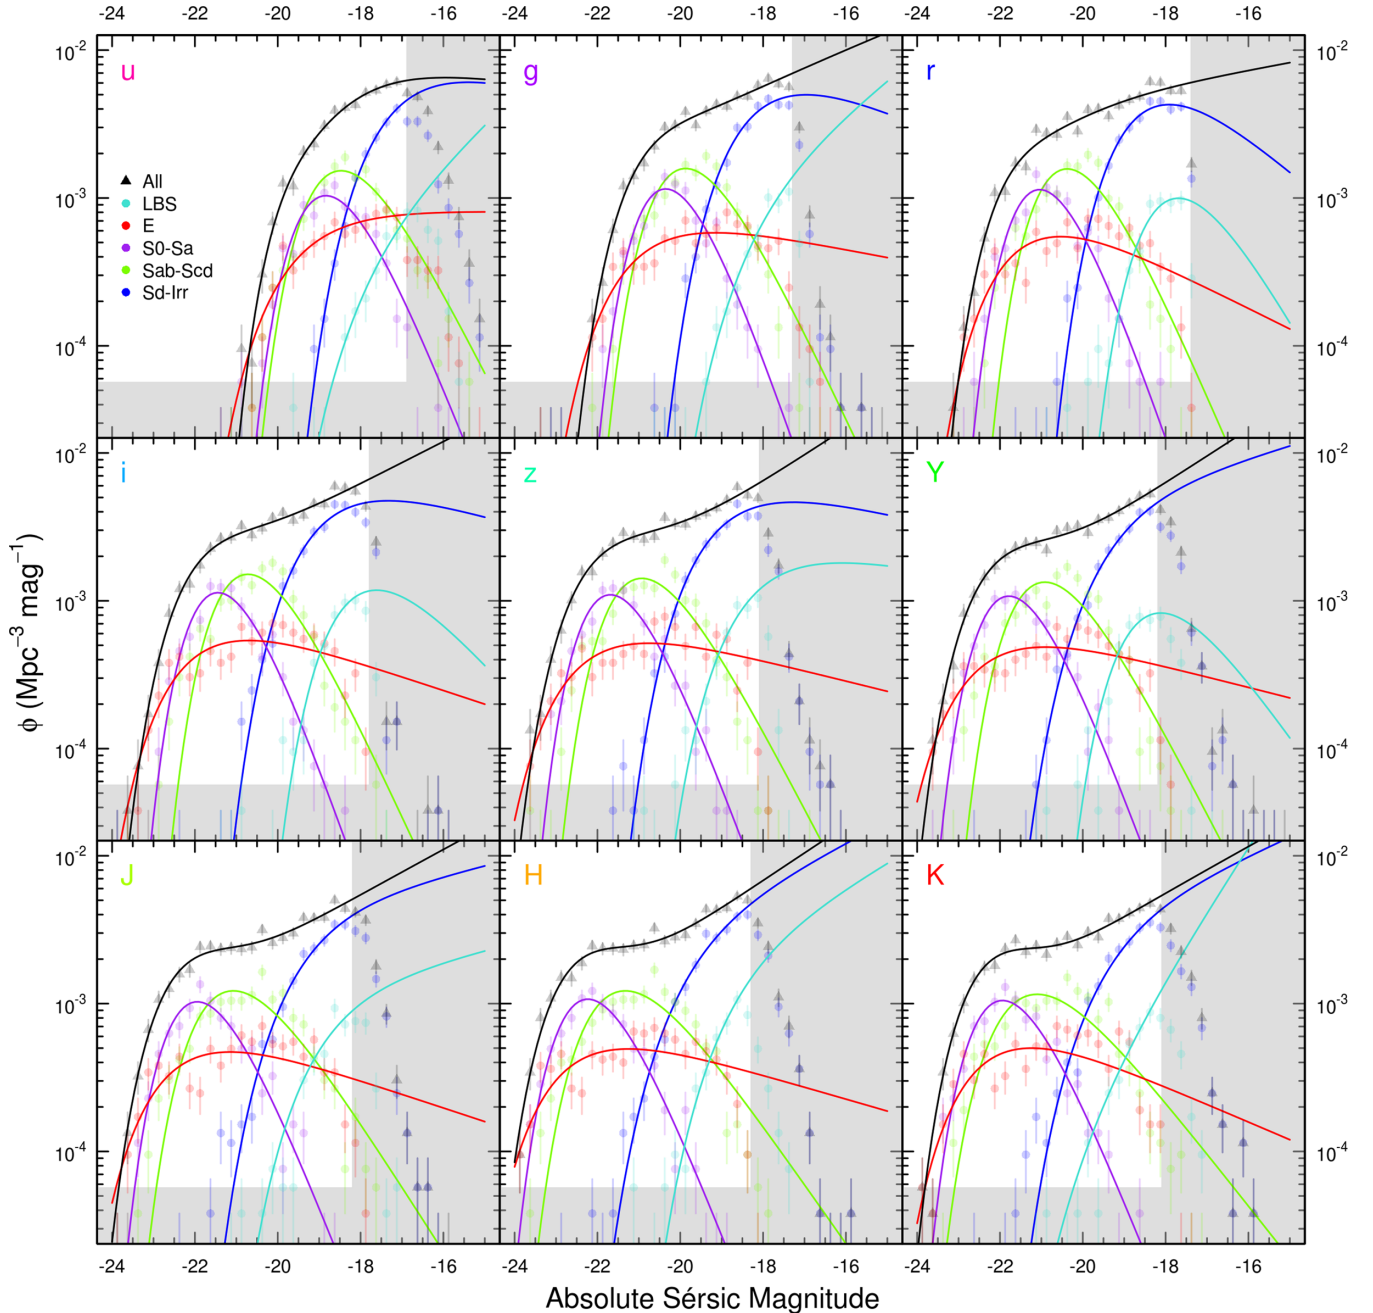 -24 -22 -20 -18 -16 -24 -22 -20 -18 -16 -24 -22 -20 -18 -16
10⁻² u g r 10⁻²
All
LBS
E
S0-Sa
Sab-Scd
Sd-Irr
10⁻³ 10⁻³
10⁻⁴ 10⁻⁴
10⁻² i z Y 10⁻²
ϕ (Mpc⁻³ mag⁻¹)
10⁻³ 10⁻³
10⁻⁴ 10⁻⁴
10⁻² J H K 10⁻²
10⁻³ 10⁻³
10⁻⁴ 10⁻⁴
-24 -22 -20 -18 -16 -24 -22 -20 -18 -16 -24 -22 -20 -18 -16
Absolute Sérsic Magnitude